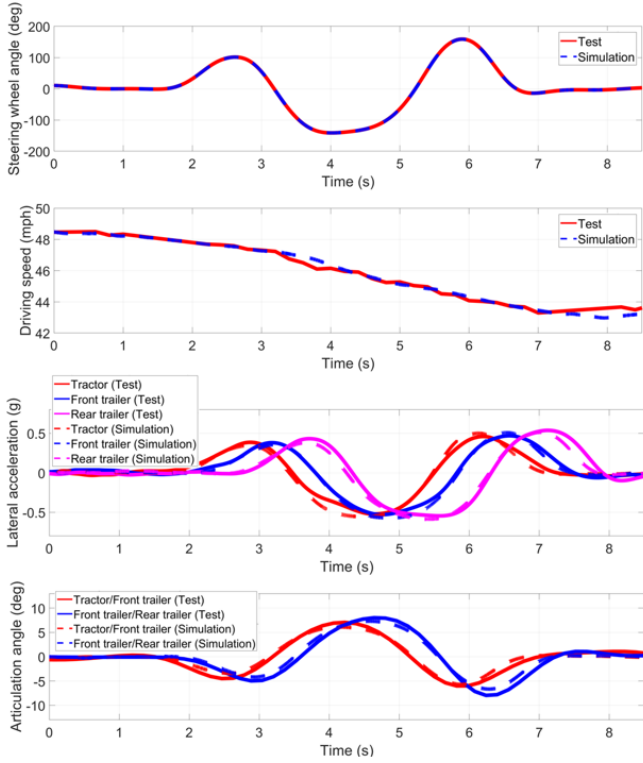 Steering wheel angle (deg)
200
100
0
-100
-200
Test
Simulation
0 1 2 3 4 5 6 7 8
Time (s)
Driving speed (mph)
50
48
46
44
42
Test
Simulation
0 1 2 3 4 5 6 7 8
Time (s)
Lateral acceleration (g)
Tractor (Test)
Front trailer (Test)
Rear trailer (Test)
Tractor (Simulation)
Front trailer (Simulation)
Rear trailer (Simulation)
0.5
0
-0.5
0 1 2 3 4 5 6 7 8
Time (s)
Articulation angle (deg)
Tractor/Front trailer (Test)
Front trailer/Rear trailer (Test)
Tractor/Front trailer (Simulation)
Front trailer/Rear trailer (Simulation)
10
5
0
-5
-10
0 1 2 3 4 5 6 7 8
Time (s)